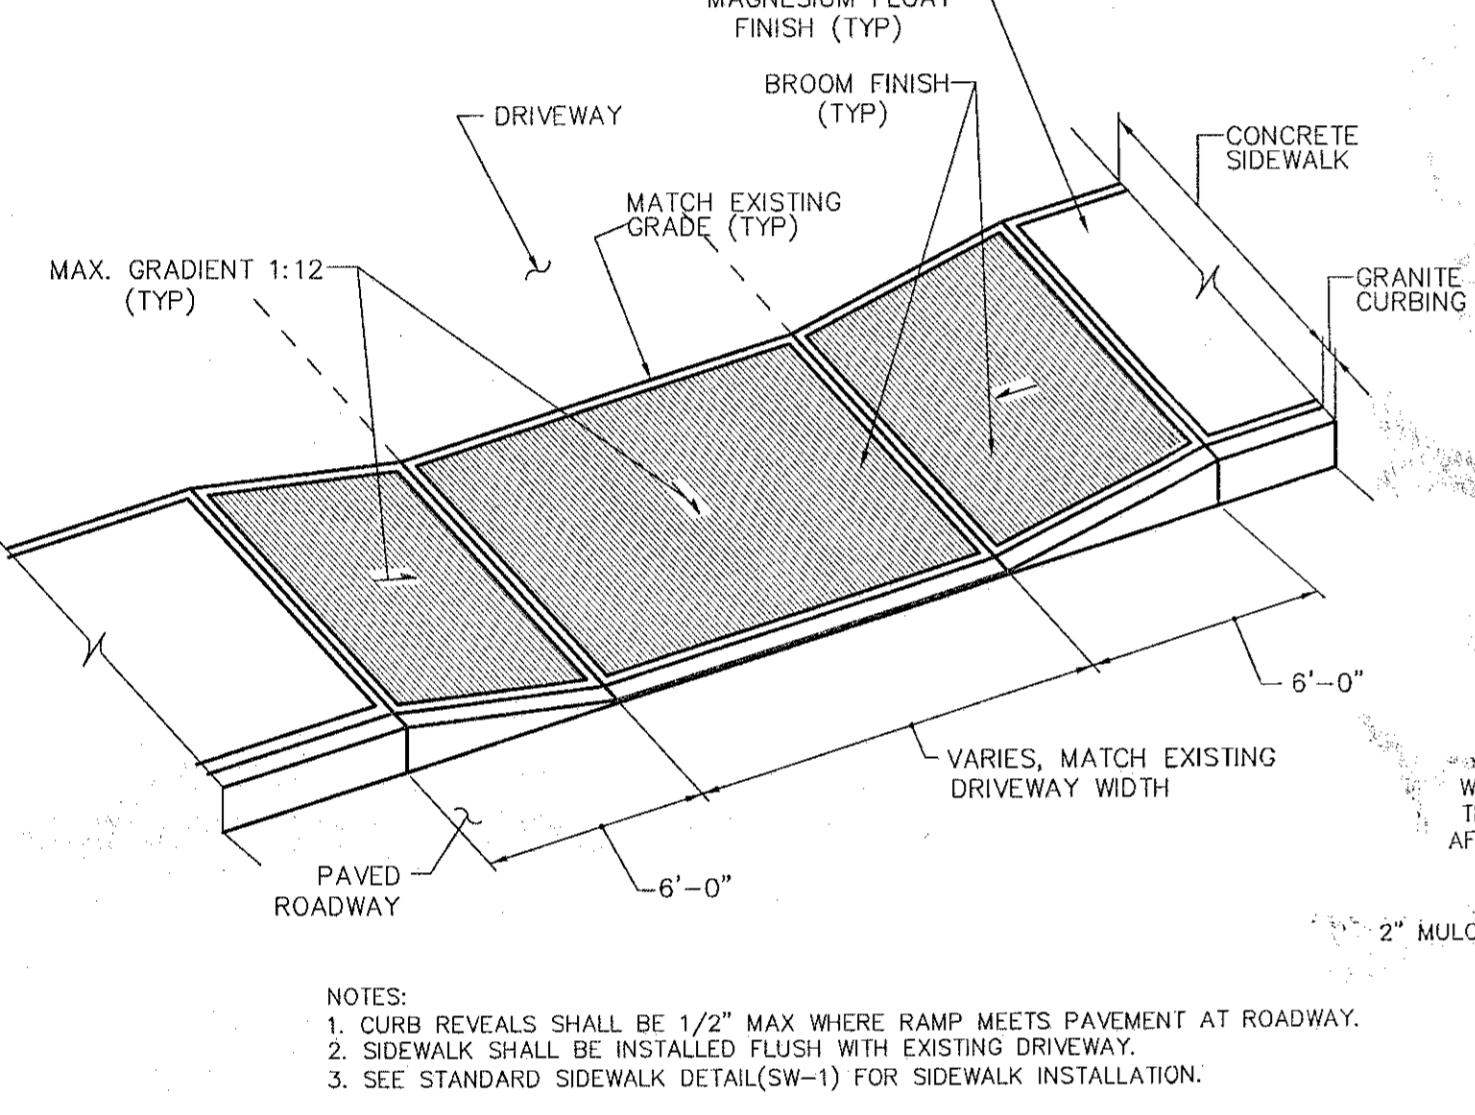 MAGNESIUM FLOAT
FINISH (TYP)
BROOM FINISH
(TYP)
DRIVEWAY
CONCRETE
SIDEWALK
MATCH EXISTING
GRADE (TYP)
MAX. GRADIENT 1:12
(TYP)
GRANITE
CURBING
6'-0"
VARIES, MATCH EXISTING
DRIVEWAY WIDTH
PAVED
ROADWAY
6'-0"
2"
NOTES:
1. CURB REVEALS SHALL BE 1/2" MAX WHERE RAMP MEETS PAVEMENT AT ROADWAY.
2. SIDEWALK SHALL BE INSTALLED FLUSH WITH EXISTING DRIVEWAY.
3. SEE STANDARD SIDEWALK DETAIL(SW-1) FOR SIDEWALK INSTALLATION.